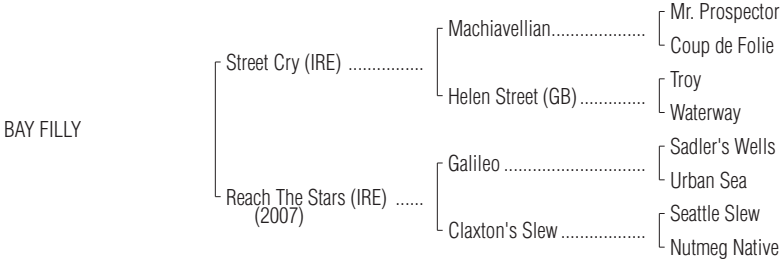 Mr. Prospector
Machiavellian....................
Coup de Folie
Street Cry (IRE) ................
Troy
Helen Street (GB)..............
Waterway
BAY FILLY
Sadler's Wells
Galileo ..............................
Urban Sea
Reach The Stars (IRE) ......
(2007)
Seattle Slew
Claxton's Slew..................
Nutmeg Native